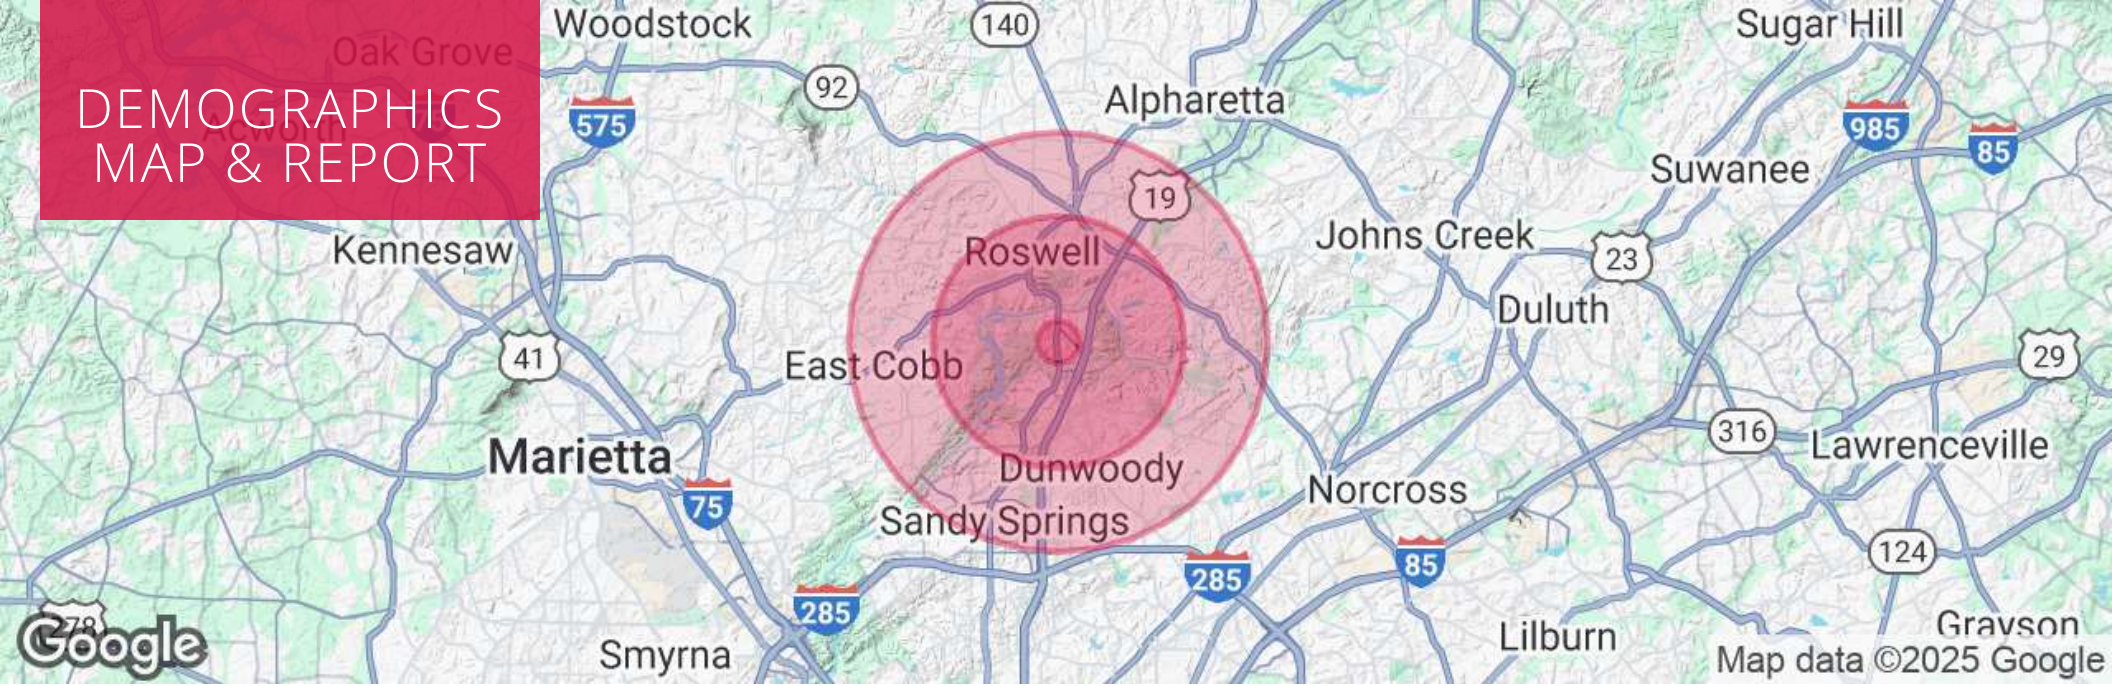 Woodstock
140
Sugar Hill
Oak Grove
92
Alpharetta
DEMOGRAPHICS
MAP & REPORT
Acworth
575
985
85
Suwanee
19
Kennesaw
Roswell
Johns Creek
23
Duluth
41
East Cobb
29
316
Lawrenceville
Marietta
Dunwoody
75
Norcross
Sandy Springs
124
285
285
85
278
Google
Smyrna
Lilburn
Grayson
Map data ©2025 Google